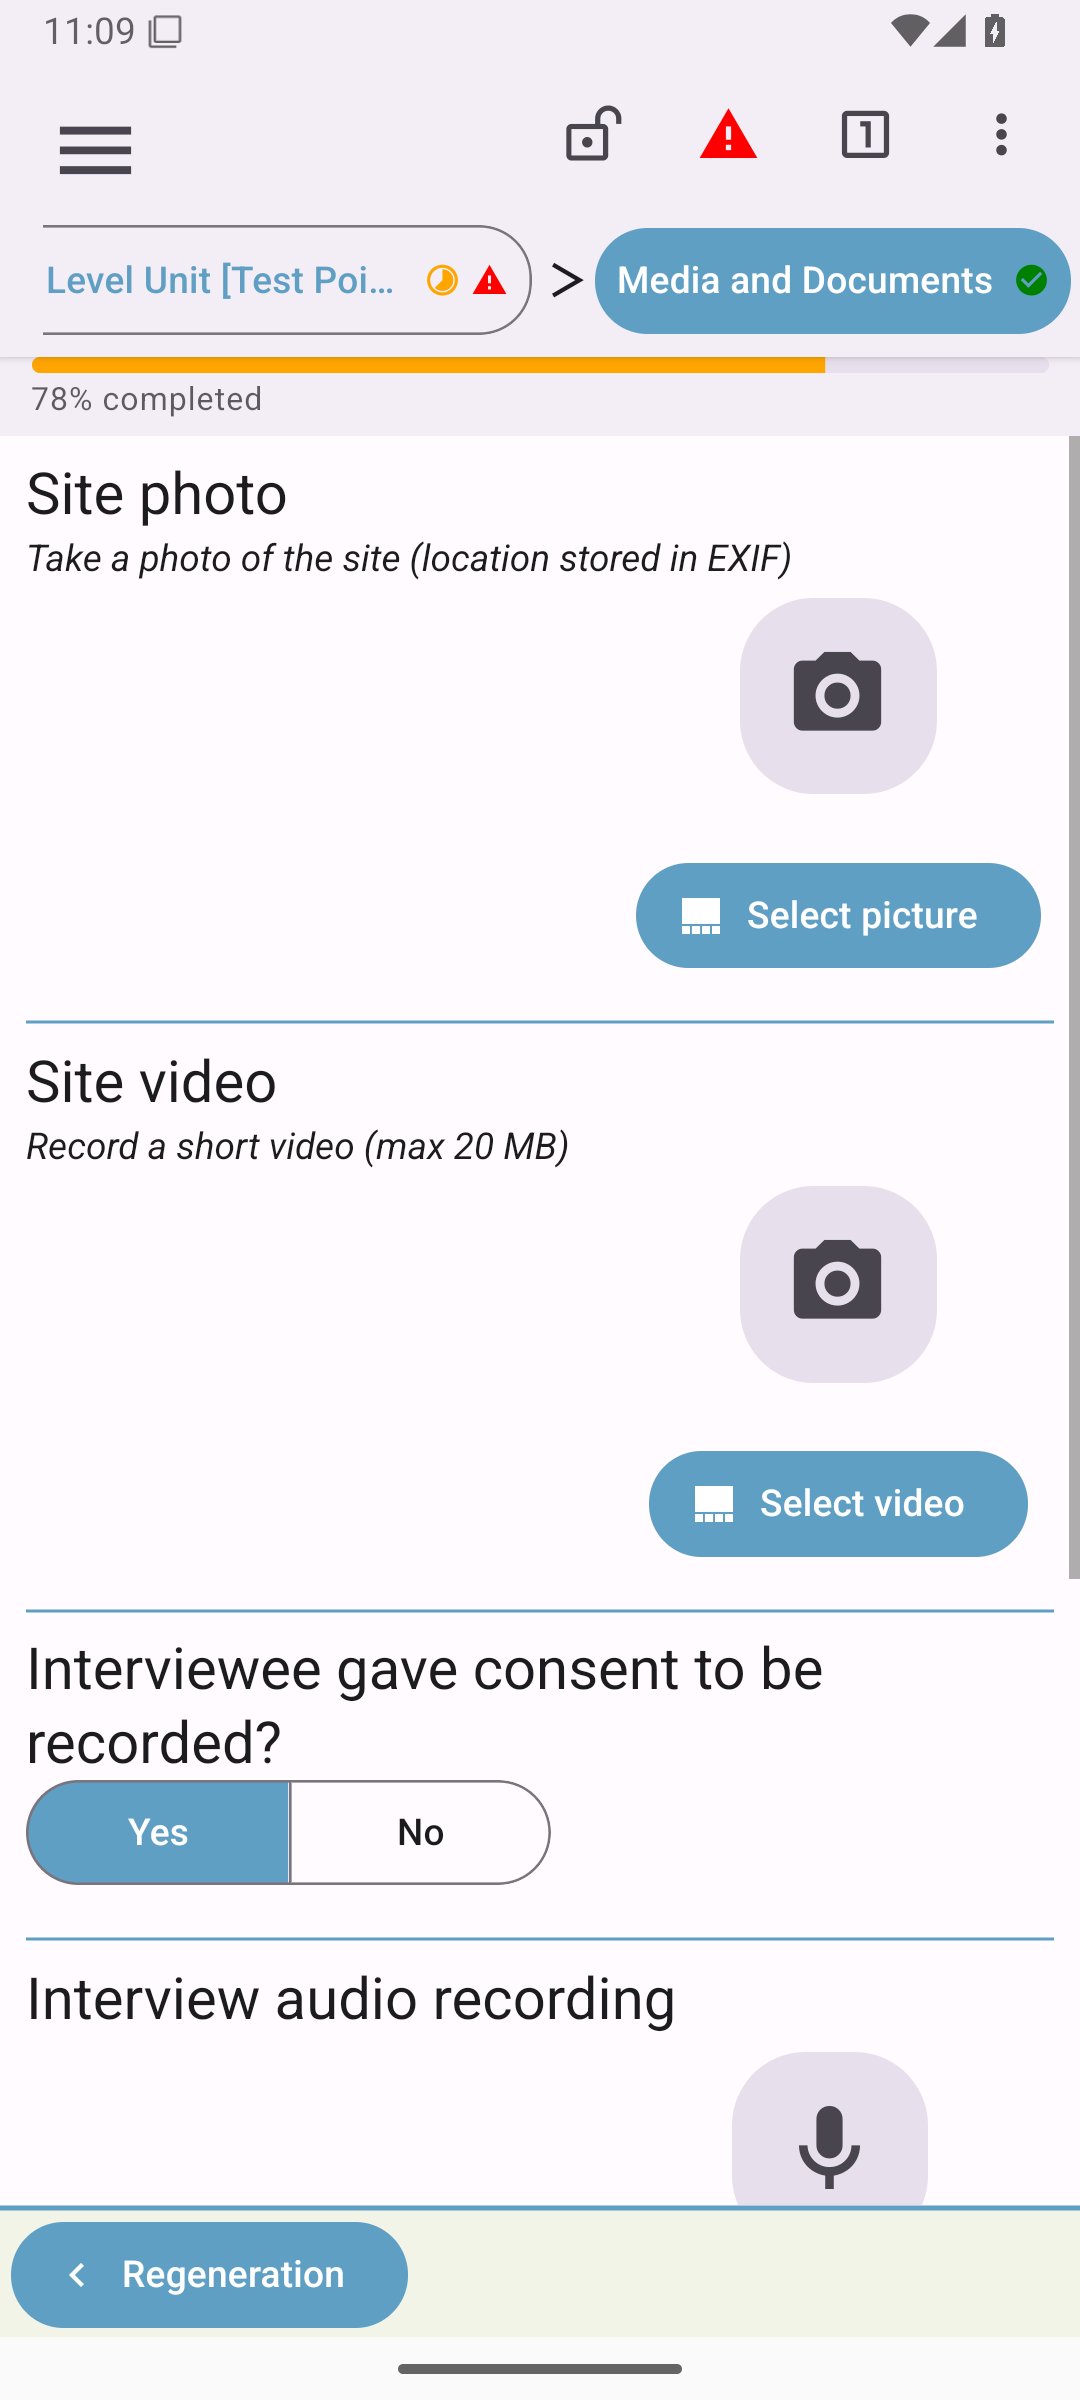 11:09
1
Level Unit [Test Poi...
>
Media and Documents
78% completed
Site photo
Take a photo of the site (location stored in EXIF)
Select picture
Site video
Record a short video (max 20 MB)
Select video
Interviewee gave consent to be
recorded?
Yes
No
Interview audio recording
Regeneration